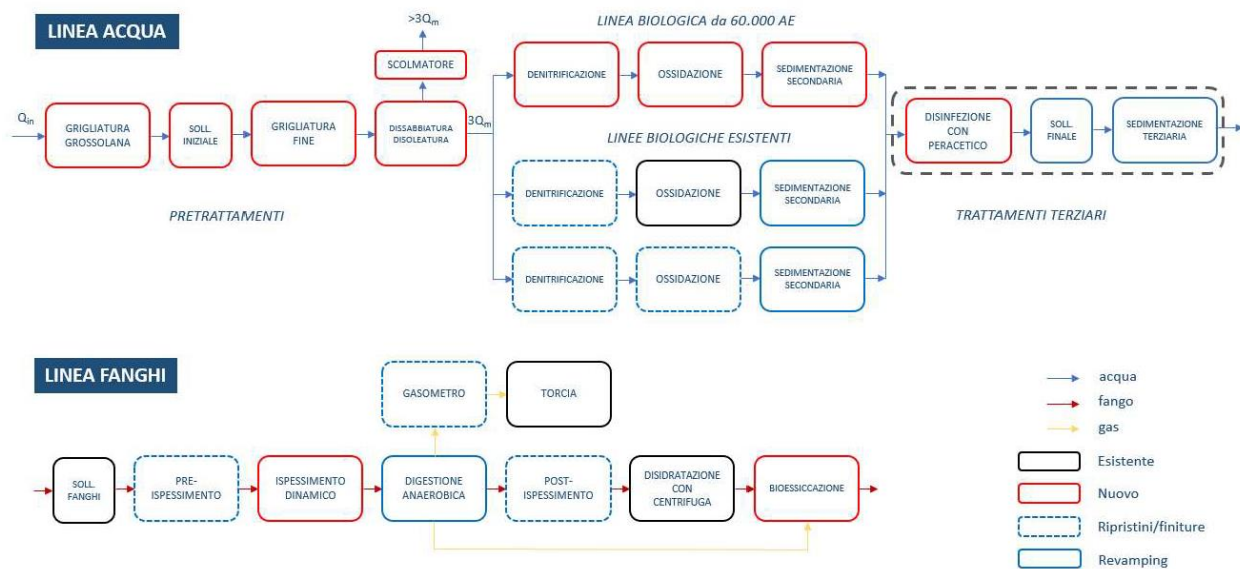 LINEA ACQUA
>3Qm
LINEA BIOLOGICA da 60.000 AE
SCOLMATORE
Qin
GRIGLIATURA
GROSSOLANA
SOLL.
INIZIALE
GRIGLIATURA
FINE
DISSABBIATURA
DISOLEATURA
3Qm
DENITRIFICAZIONE
OSSIDAZIONE
SEDIMENTAZIONE
SECONDARIA
DISINFEZIONE
CON
PERACETICO
SOLL.
FINALE
SEDIMENTAZIONE
TERZIARIA
LINEE BIOLOGICHE ESISTENTI
DENITRIFICAZIONE
OSSIDAZIONE
SEDIMENTAZIONE
SECONDARIA
PRETRATTAMENTI
TRATTAMENTI TERZIARI
DENITRIFICAZIONE
OSSIDAZIONE
SEDIMENTAZIONE
SECONDARIA
LINEA FANGHI
GASOMETRO
TORCIA
SOLL.
FANGHI
PRE-
ISPESSIMENTO
ISPESSIMENTO
DINAMICO
DIGESTIONE
ANAEROBICA
POST-
ISPESSIMENTO
DISIDRATAZIONE
CON
CENTRIFUGA
BIOESSICCAZIONE
acqua
fango
gas
Esistente
Nuovo
Ripristini/finiture
Revamping